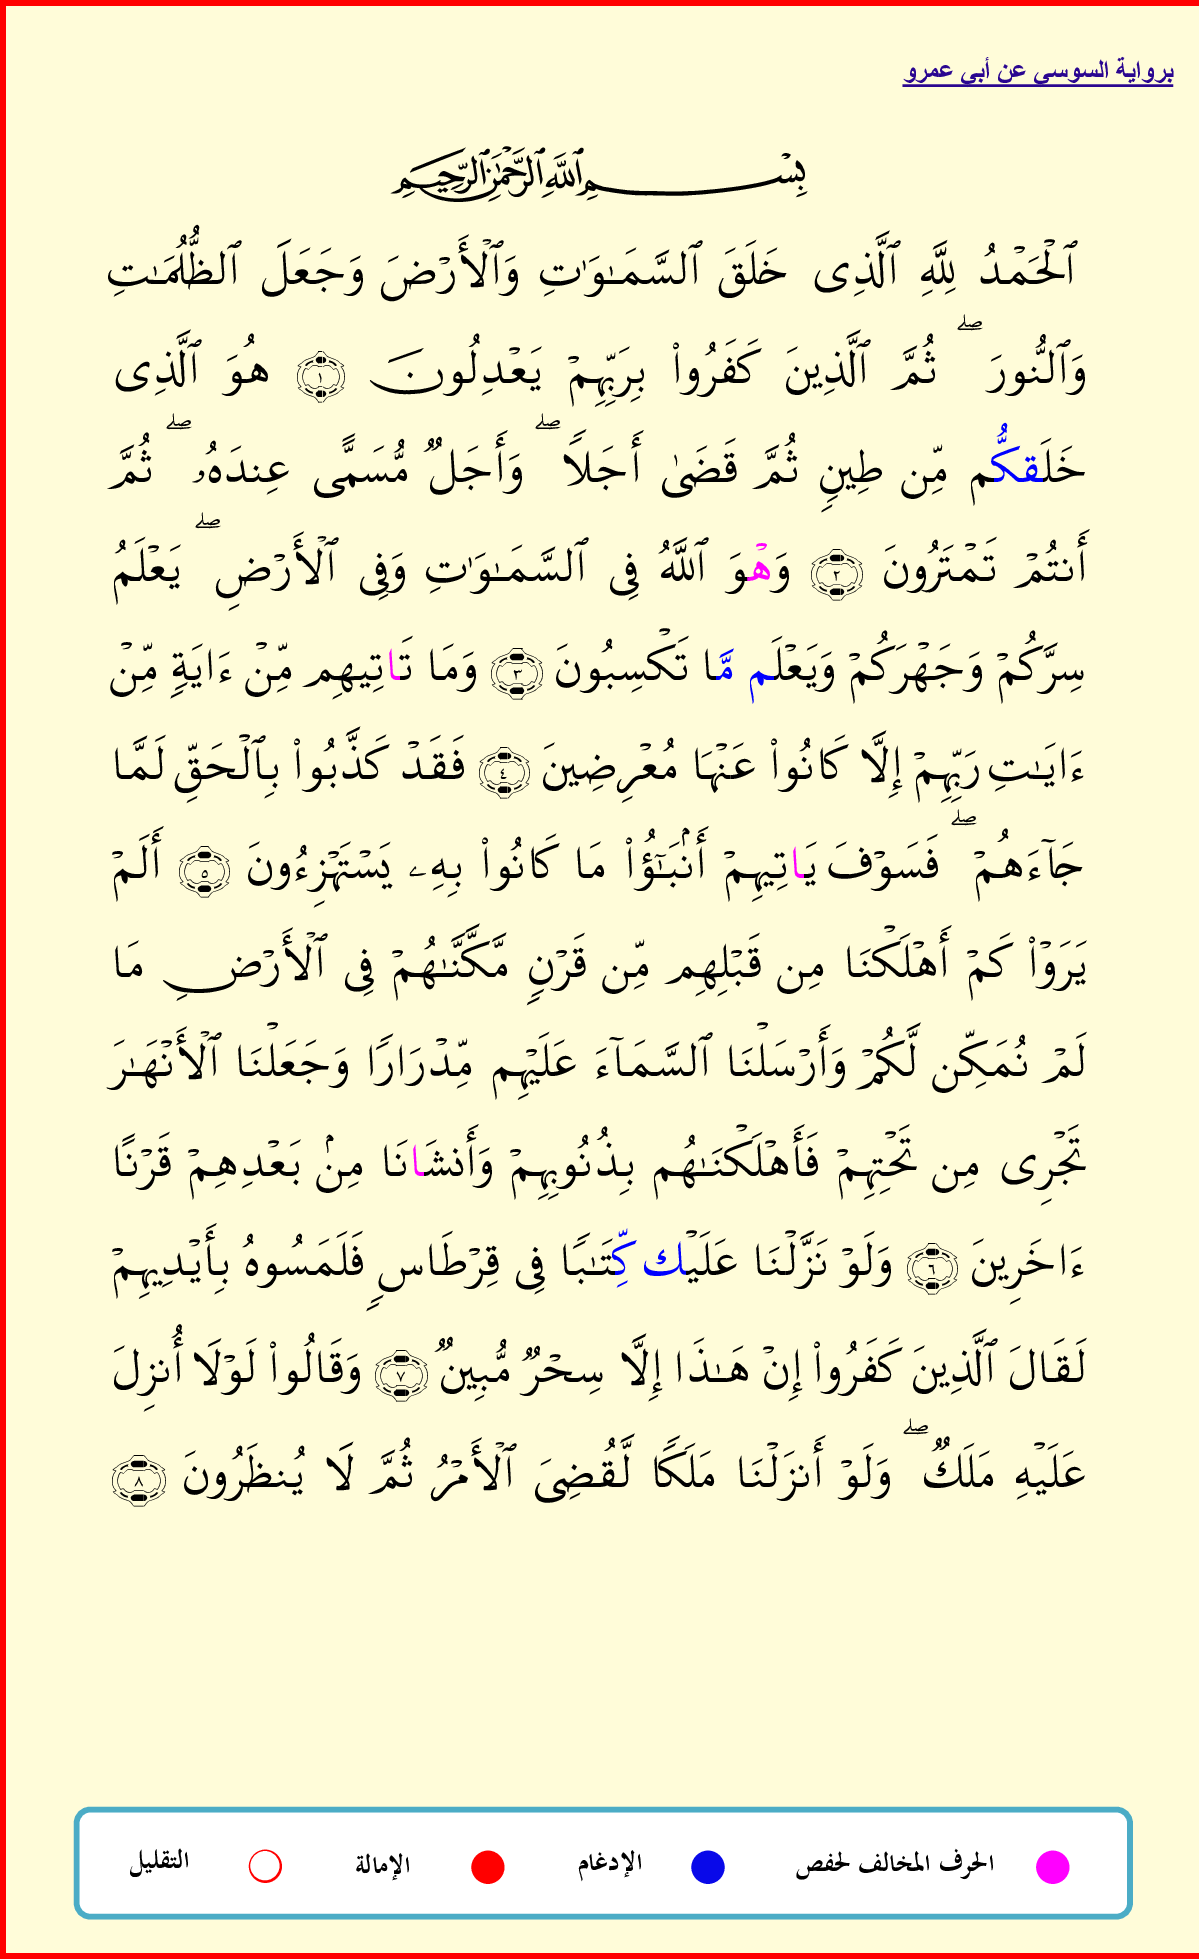 برواية السوسي عن أبي عمرو
بِسْمِ ٱللَّهِ ٱلرَّحْمَٰنِ ٱلرَّحِيمِ
ٱلْحَمْدُ لِلَّهِ ٱلَّذِى خَلَقَ ٱلسَّمَٰوَٰتِ وَٱلْأَرْضَ وَجَعَلَ ٱلظُّلُمَٰتِ
وَٱلنُّورَ ۖ ثُمَّ ٱلَّذِينَ كَفَرُوا۟ بِرَبِّهِمْ يَعْدِلُونَ ١ هُوَ ٱلَّذِى
خَلَقكُّم مِّن طِينٍ ثُمَّ قَضَىٰ أَجَلًا ۖ وَأَجَلٌ مُّسَمًّى عِندَهُۥ ۖ ثُمَّ
أَنتُمْ تَمْتَرُونَ ٢ وَهْوَ ٱللَّهُ فِى ٱلسَّمَٰوَٰتِ وَفِى ٱلْأَرْضِ ۖ يَعْلَمُ
سِرَّكُمْ وَجَهْرَكُمْ وَيَعْلَم مَّا تَكْسِبُونَ ٣ وَمَا تَاتِيهِم مِّنْ ءَايَةٍ مِّنْ
ءَايَٰتِ رَبِّهِمْ إِلَّا كَانُوا۟ عَنْهَا مُعْرِضِينَ ٤ فَقَدْ كَذَّبُوا۟ بِٱلْحَقِّ لَمَّا
جَآءَهُمْ ۖ فَسَوْفَ يَاتِيهِمْ أَنۢبَٰٓؤُا۟ مَا كَانُوا۟ بِهِۦ يَسْتَهْزِءُونَ ٥ أَلَمْ
يَرَوْا۟ كَمْ أَهْلَكْنَا مِن قَبْلِهِم مِّن قَرْنٍ مَّكَّنَّٰهُمْ فِى ٱلْأَرْضِ مَا
لَمْ نُمَكِّن لَّكُمْ وَأَرْسَلْنَا ٱلسَّمَآءَ عَلَيْهِم مِّدْرَارًا وَجَعَلْنَا ٱلْأَنْهَٰرَ
تَجْرِى مِن تَحْتِهِمْ فَأَهْلَكْنَٰهُم بِذُنُوبِهِمْ وَأَنشَانَا مِنۢ بَعْدِهِمْ قَرْنًا
ءَاخَرِينَ ٦ وَلَوْ نَزَّلْنَا عَلَيْك كِّتَٰبًا فِى قِرْطَاسٍ فَلَمَسُوهُ بِأَيْدِيهِمْ
لَقَالَ ٱلَّذِينَ كَفَرُوا۟ إِنْ هَٰذَا إِلَّا سِحْرٌ مُّبِينٌ ٧ وَقَالُوا۟ لَوْلَا أُنزِلَ
عَلَيْهِ مَلَكٌ ۖ وَلَوْ أَنزَلْنَا مَلَكًا لَّقُضِىَ ٱلْأَمْرُ ثُمَّ لَا يُنظَرُونَ ٨
الحرف المخالف لحفص الإدغام الإمالة التقليل